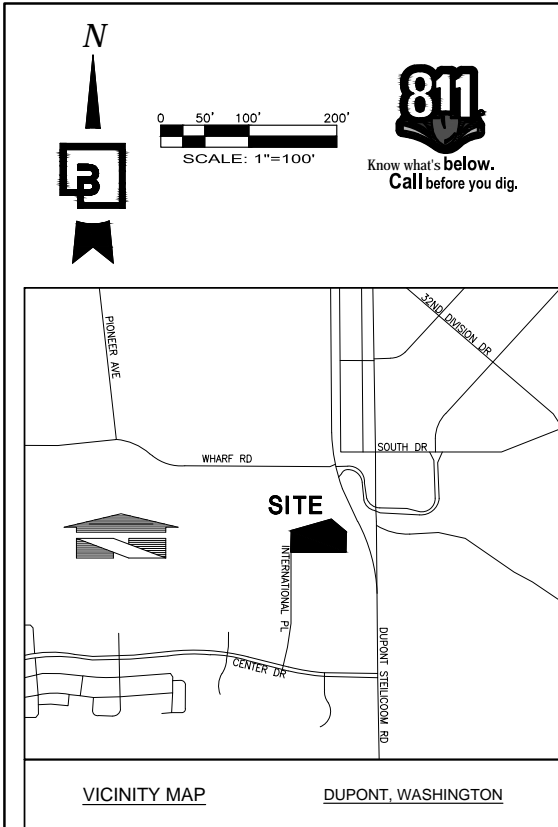 N
0 50' 100' 200'
SCALE: 1"=100'
811
Know what's below.
Call before you dig.
B
PIONEER AVE
32ND DIVISION DR
SOUTH DR
WHARF RD
SITE
INTERNATIONAL PL
DUPONT STEILICOOM RD
CENTER DR
VICINITY MAP
DUPONT, WASHINGTON